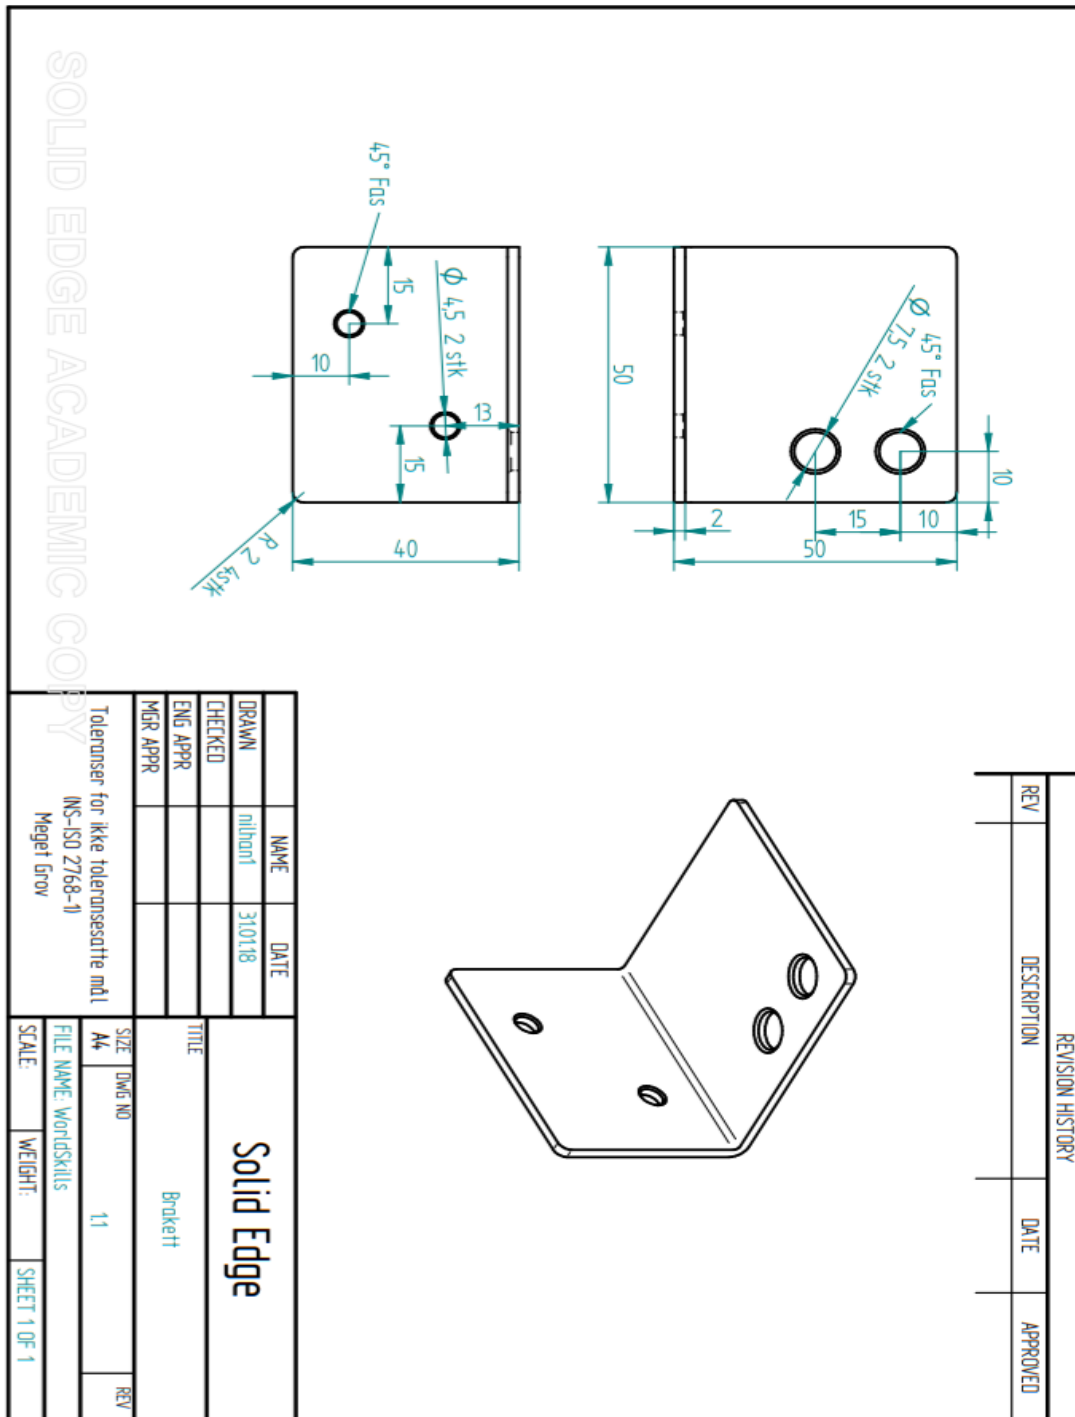 SOLID EDGE ACADEMIC COPY
REVISION HISTORY
REV DESCRIPTION DATE APPROVED
45° Fas
15
10
Ø 4,5 2 stk
13
15
R 2 4stk
40
50
Ø 7,5 2 stk
45° Fas
10
2
15
10
50
NAME DATE
DRAWN nilhan1 31.01.18
CHECKED
ENG APPR
MGR APPR
Toleranser for ikke toleransesatte mål
(NS-ISO 2768-1)
Meget Grov
Solid Edge
TITLE
Brakett
SIZE DWG NO REV
A4 1.1
FILE NAME: WorldSkills
SCALE: WEIGHT: SHEET 1 OF 1